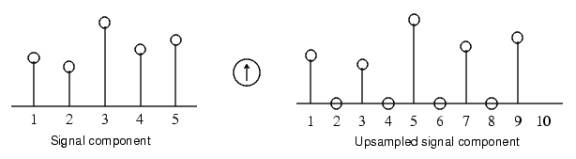 1 2 3 4 5
Signal component
1 2 3 4 5 6 7 8 9 10
Upsampled signal component